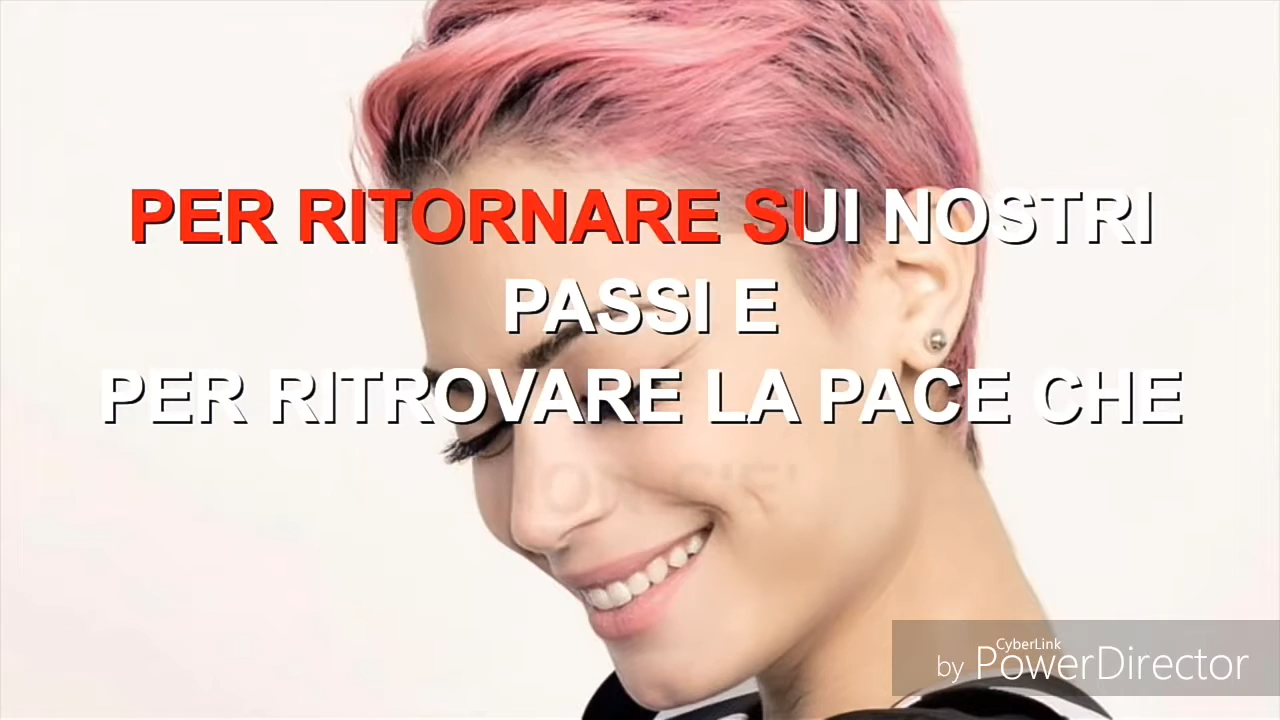 PER RITORNARE SUI NOSTRI
PASSI E
PER RITROVARE LA PACE CHE
CyberLink
by PowerDirector